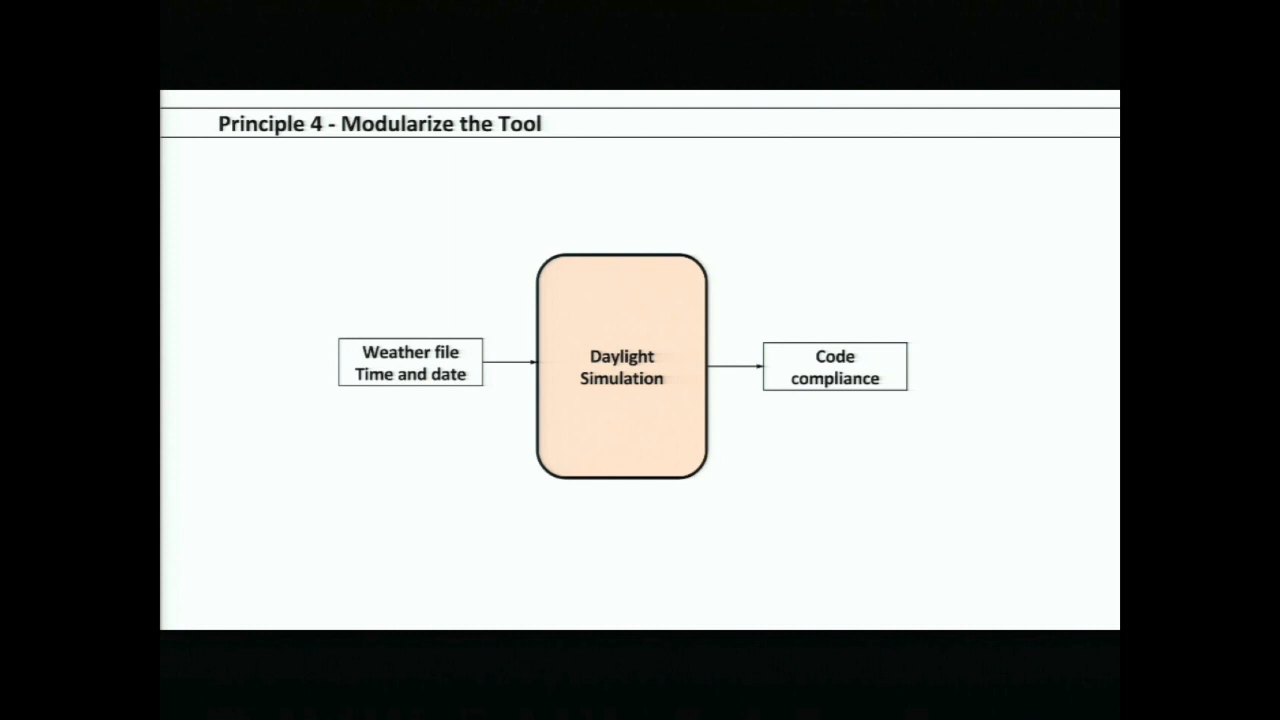 Principle 4 - Modularize the Tool
Weather file
Time and date
Daylight
Simulation
Code
compliance